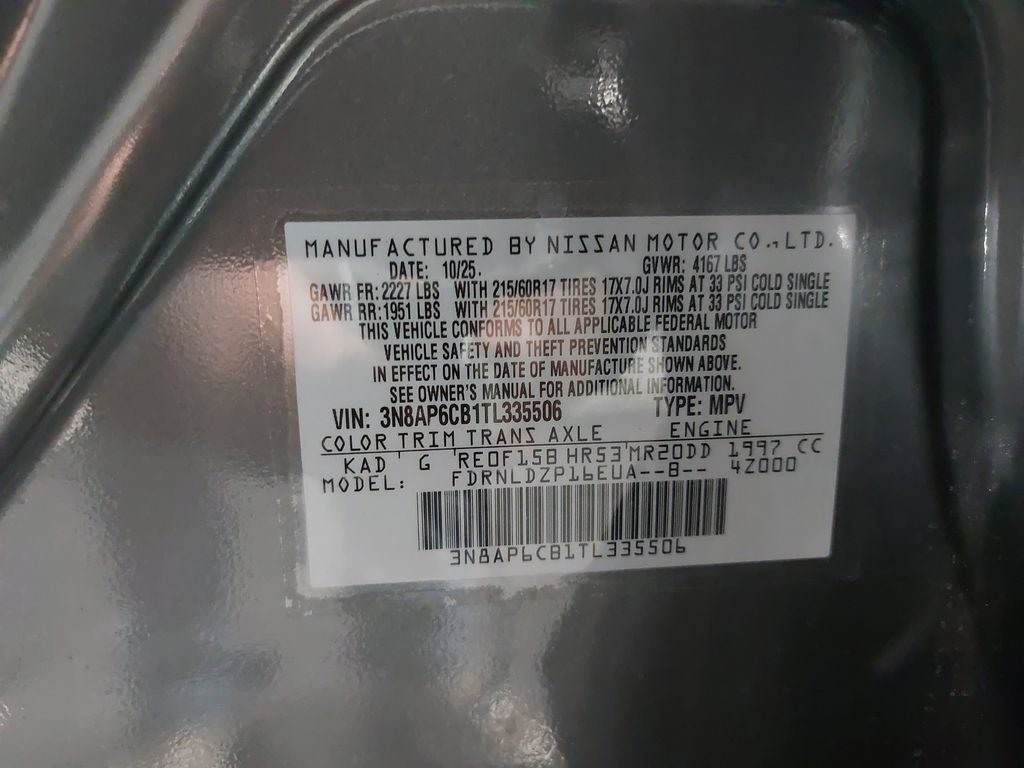 MANUFACTURED BY NISSAN MOTOR CO.,LTD.
DATE: 10/25. GVWR: 4167 LBS
GAWR FR: 2227 LBS WITH 215/60R17 TIRES 17X7.0J RIMS AT 33 PSI COLD SINGLE
GAWR RR: 1951 LBS WITH 215/60R17 TIRES 17X7.0J RIMS AT 33 PSI COLD SINGLE
THIS VEHICLE CONFORMS TO ALL APPLICABLE FEDERAL MOTOR
VEHICLE SAFETY AND THEFT PREVENTION STANDARDS
IN EFFECT ON THE DATE OF MANUFACTURE SHOWN ABOVE.
SEE OWNER'S MANUAL FOR ADDITIONAL INFORMATION.
VIN: 3N8AP6CB1TL335506 TYPE: MPV
COLOR TRIM TRANS AXLE ENGINE
KAD G RE0F15B HR53 MR20DD 1997 CC
MODEL: FDRNLDZP16EUA--B-- 4Z000
3N8AP6CB1TL335506